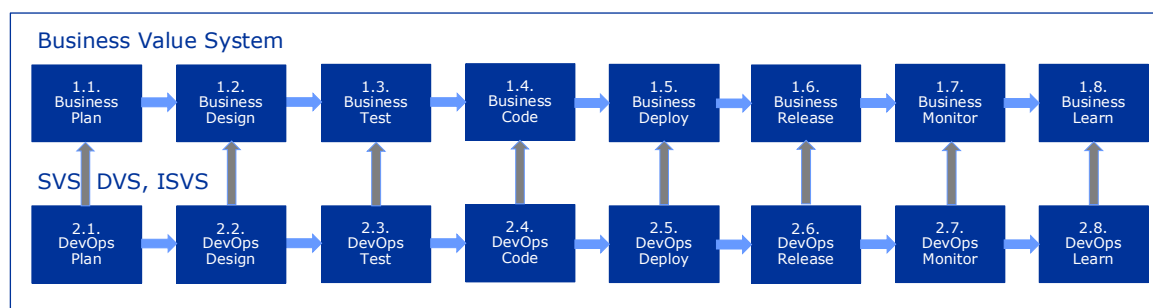 Business Value System
1.1.
Business
Plan
1.2.
Business
Design
1.3.
Business
Test
1.4.
Business
Code
1.5.
Business
Deploy
1.6.
Business
Release
1.7.
Business
Monitor
1.8.
Business
Learn
SVS, DVS, ISVS
2.1.
DevOps
Plan
2.2.
DevOps
Design
2.3.
DevOps
Test
2.4.
DevOps
Code
2.5.
DevOps
Deploy
2.6.
DevOps
Release
2.7.
DevOps
Monitor
2.8.
DevOps
Learn